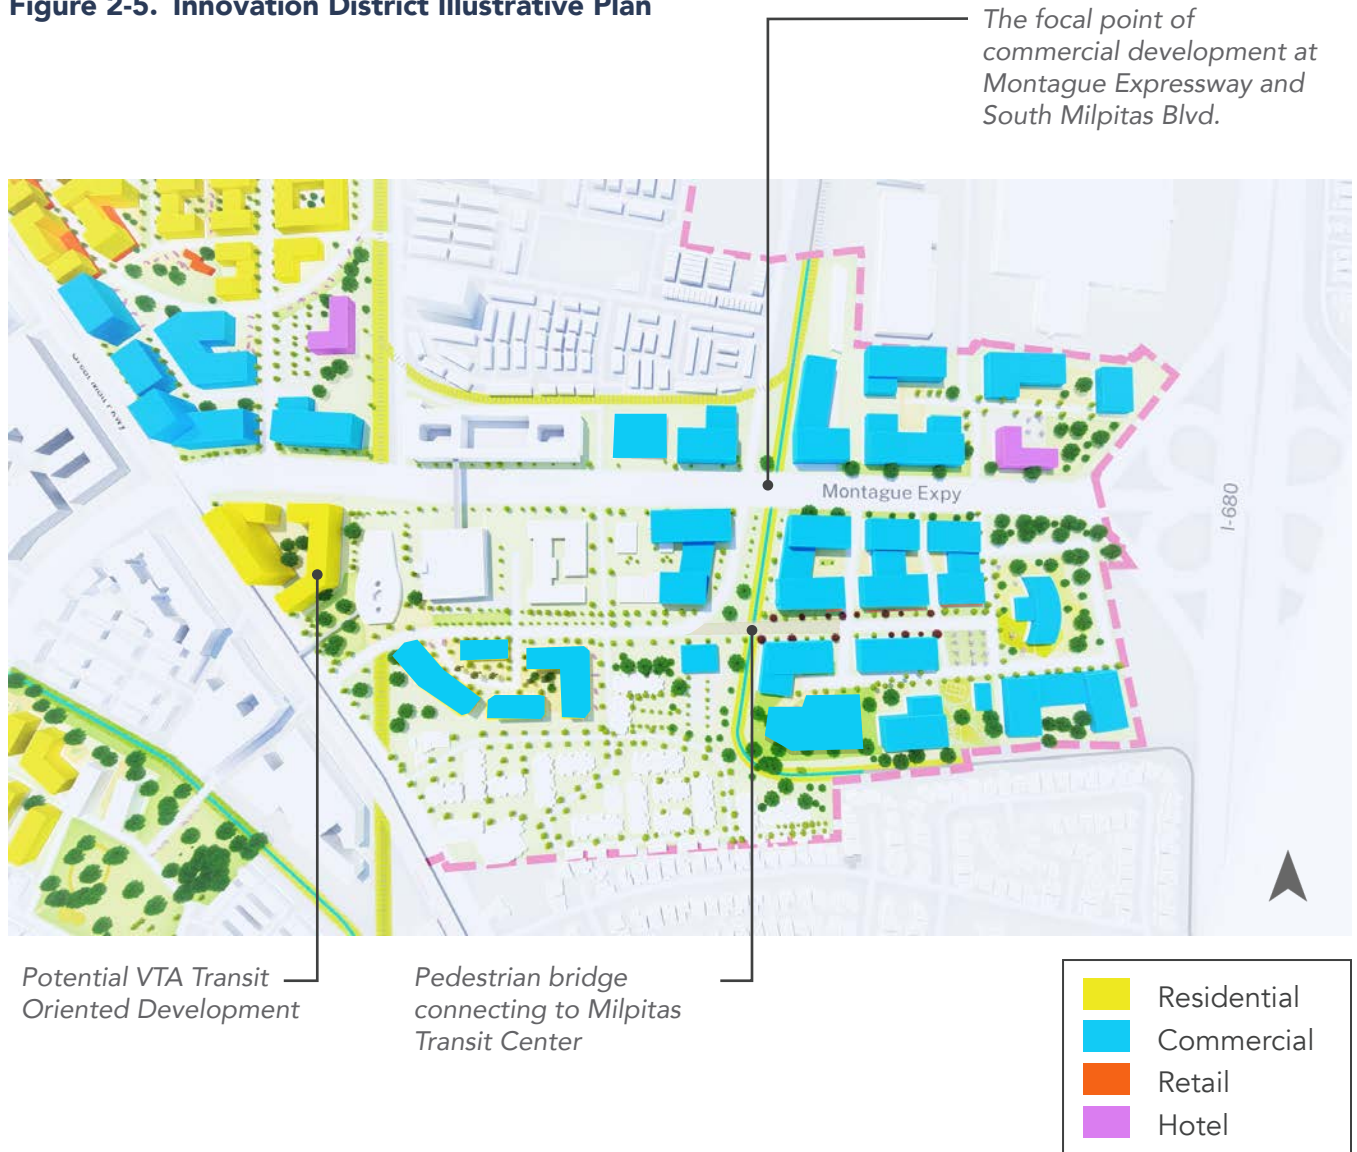 Figure 2-5. Innovation District Illustrative Plan
The focal point of
commercial development at
Montague Expressway and
South Milpitas Blvd.
Montague Expy
I-680
Potential VTA Transit
Oriented Development
Pedestrian bridge
connecting to Milpitas
Transit Center
Residential
Commercial
Retail
Hotel